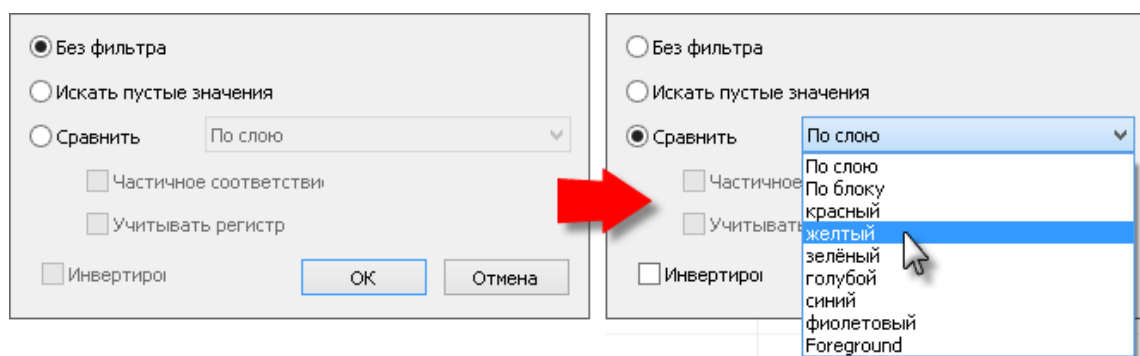 Без фильтра
Искать пустые значения
Сравнить По слою
Частичное соответстви
Учитывать регистр
Инвертиро
ОК Отмена
Без фильтра
Искать пустые значения
Сравнить По слою
Частичное
Учитыват
Инвертиро
По слою
По блоку
красный
желтый
зелёный
голубой
синий
фиолетовый
Foreground